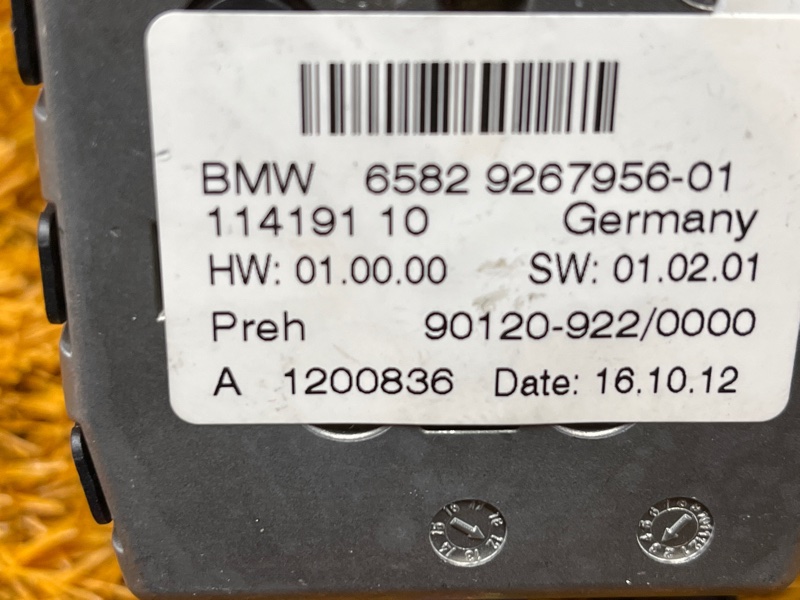 BMW 6582 9267956-01
114191 10 Germany
HW: 01.00.00 SW: 01.02.01
Preh 90120-922/0000
A 1200836 Date: 16.10.12